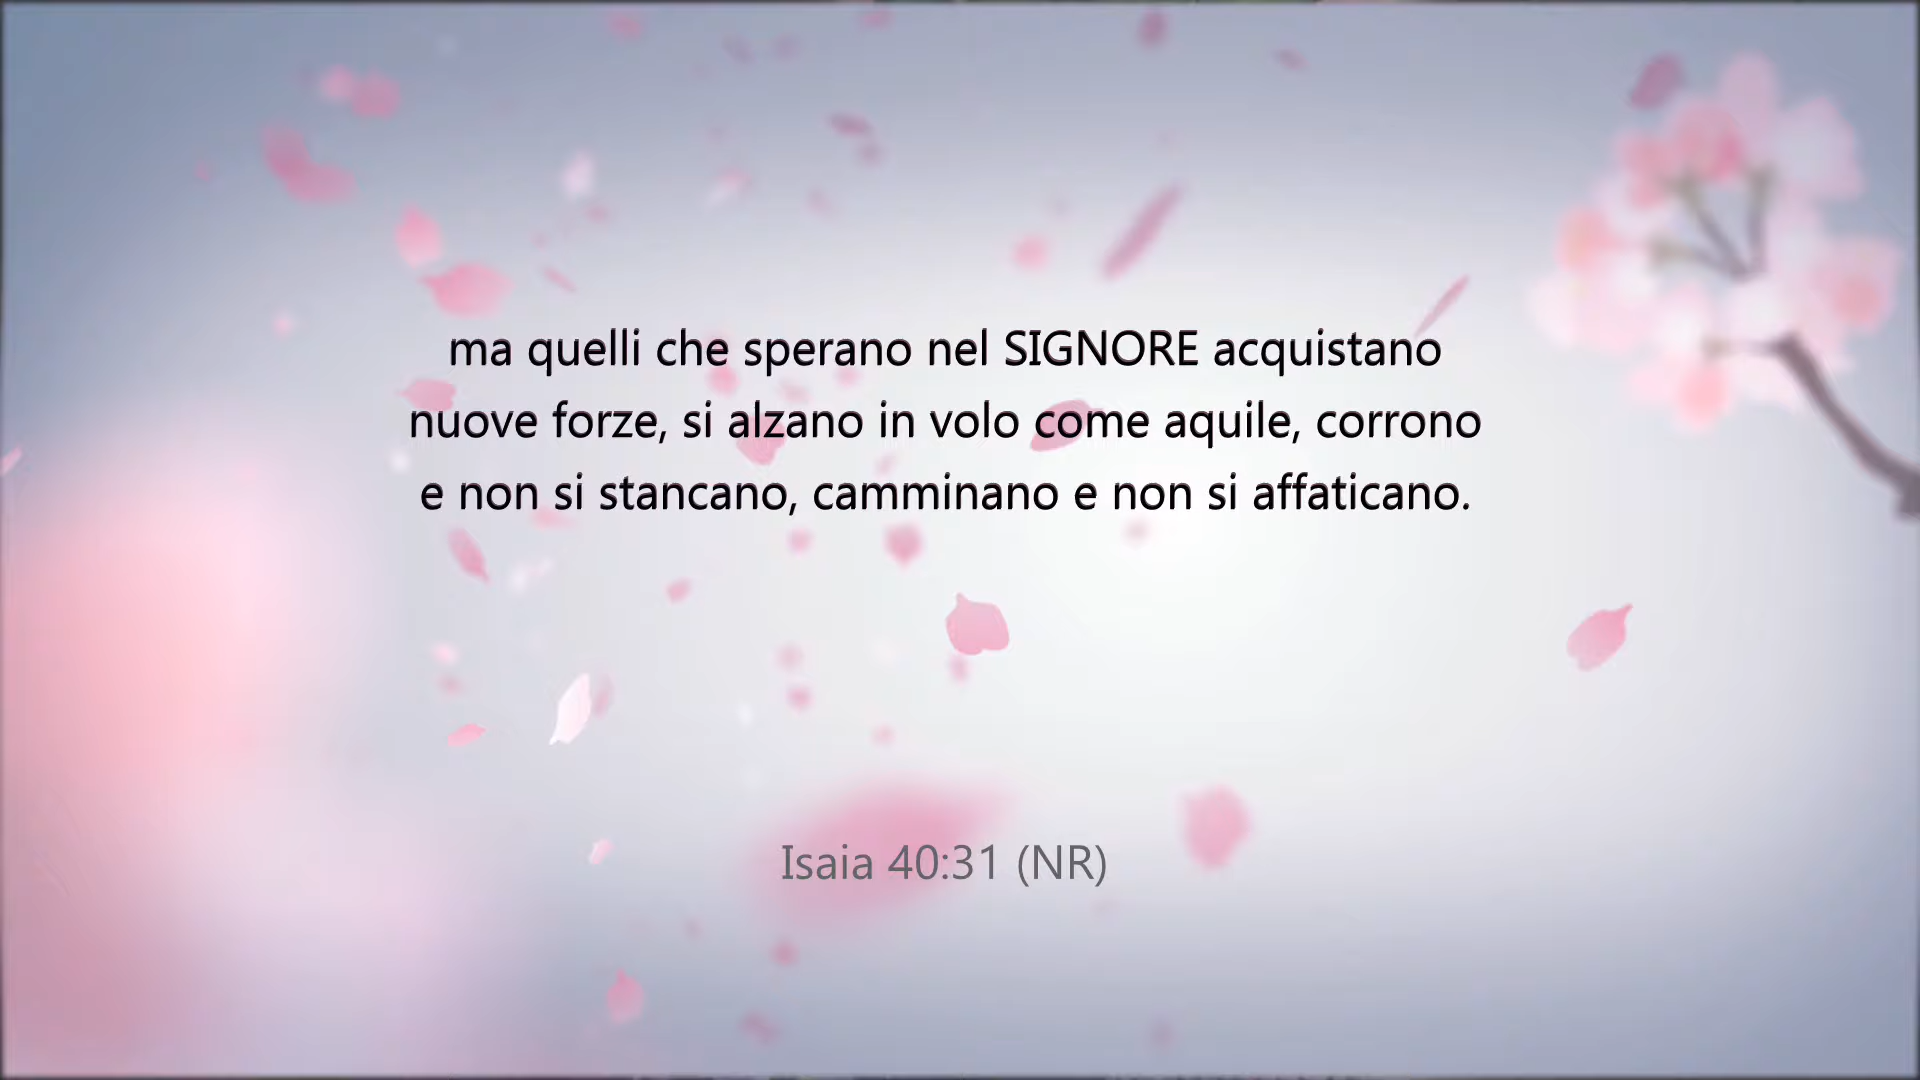 ma quelli che sperano nel SIGNORE acquistano
nuove forze, si alzano in volo come aquile, corrono
e non si stancano, camminano e non si affaticano.
Isaia 40:31 (NR)